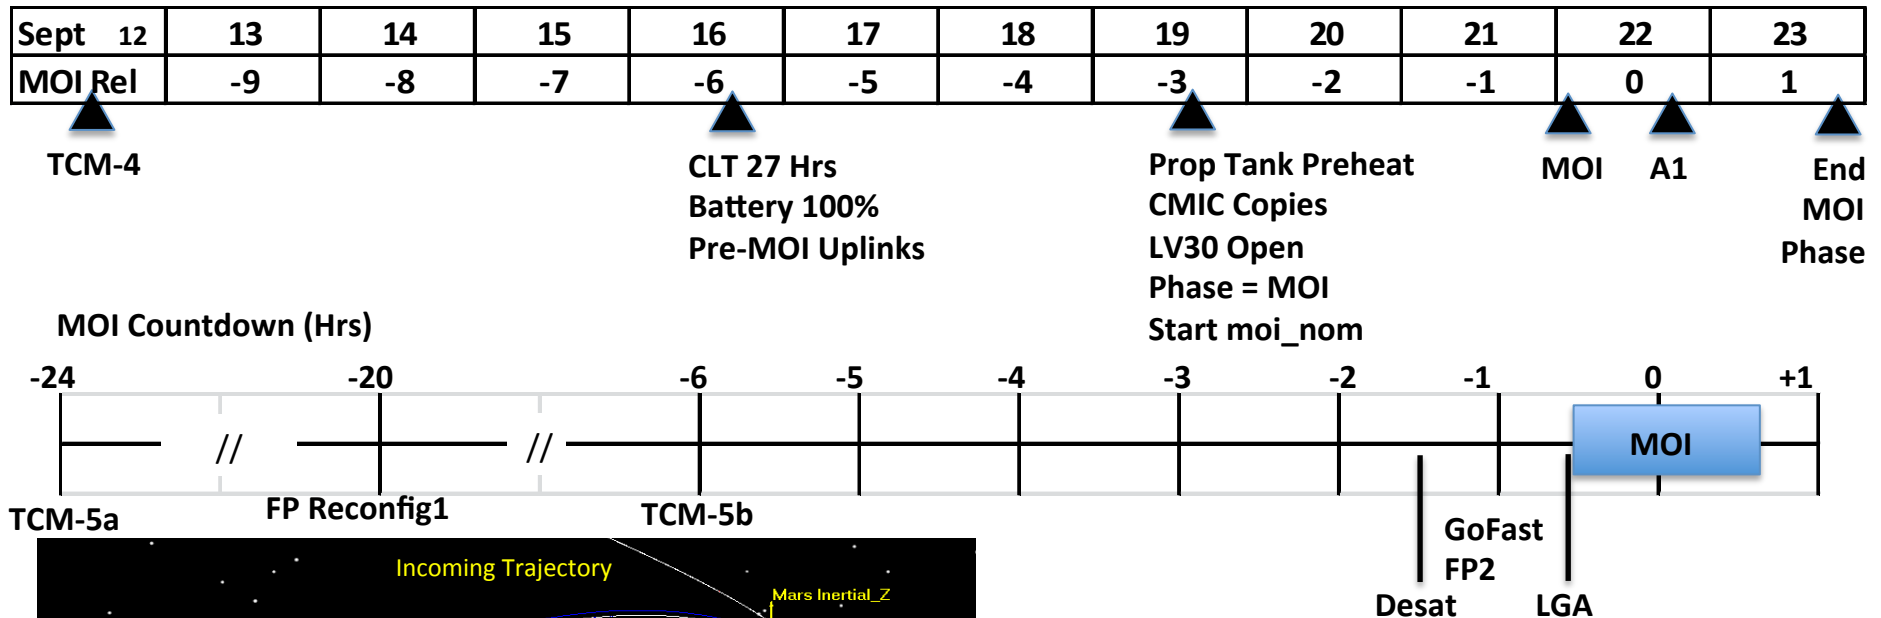 Sept 12 13 14 15 16 17 18 19 20 21 22 23
MOI Rel -9 -8 -7 -6 -5 -4 -3 -2 -1 0 1
TCM-4
CLT 27 Hrs
Battery 100%
Pre-MOI Uplinks
Prop Tank Preheat
CMIC Copies
LV30 Open
Phase = MOI
Start moi_nom
MOI
A1
End
MOI
Phase
MOI Countdown (Hrs)
-24 -20 -6 -5 -4 -3 -2 -1 0 +1
// // MOI
TCM-5a
FP Reconfig1
TCM-5b
GoFast
FP2
Desat
LGA
Incoming Trajectory
Mars Inertial_Z